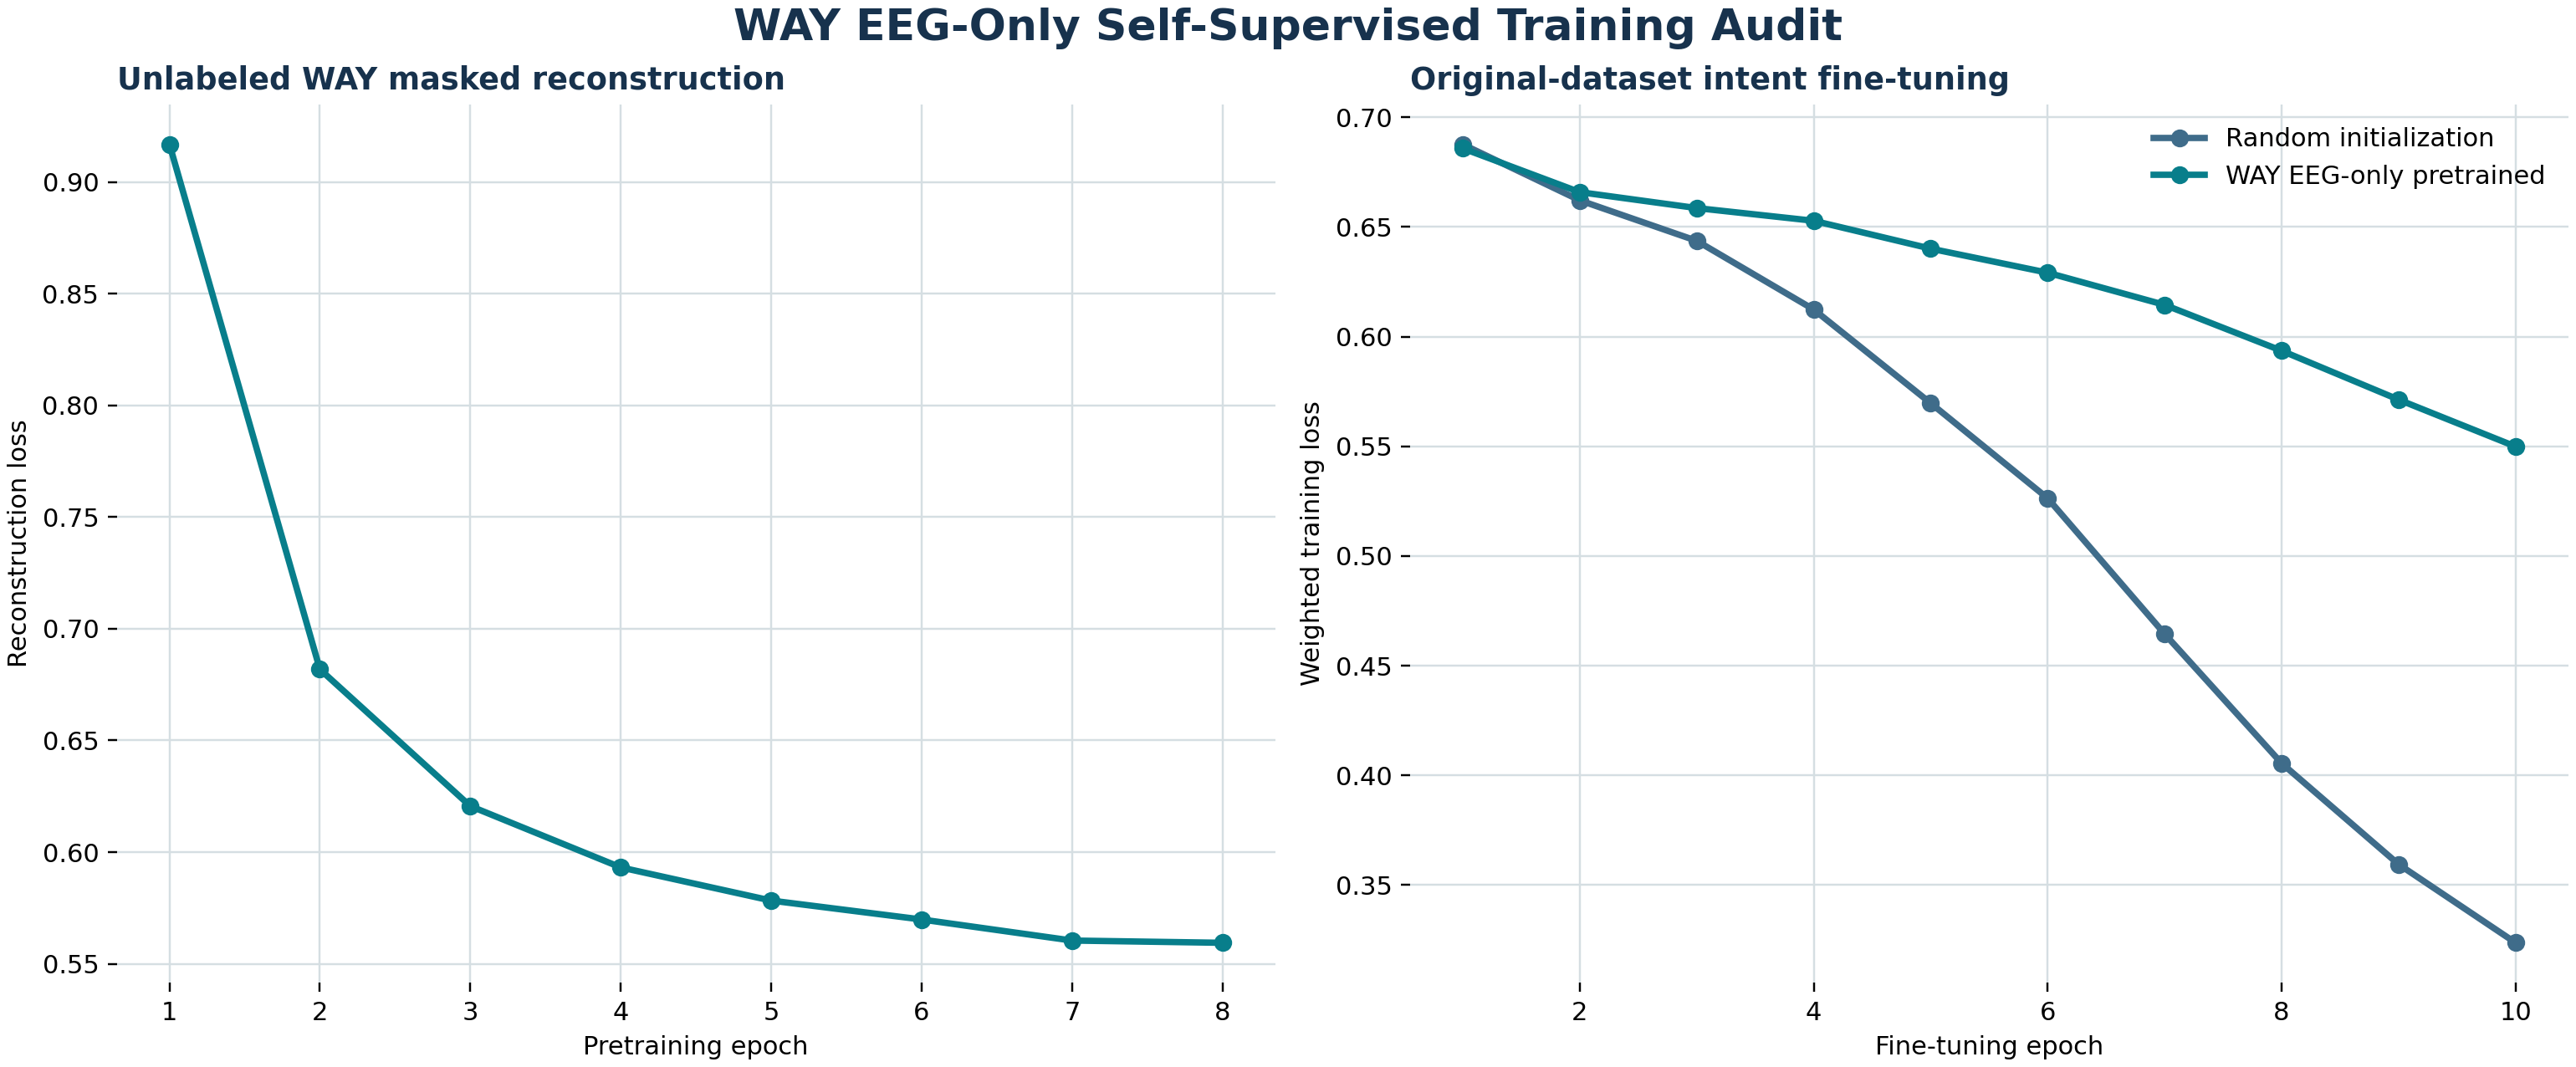 WAY EEG-Only Self-Supervised Training Audit
Unlabeled WAY masked reconstruction
Reconstruction loss
0.90
0.85
0.80
0.75
0.70
0.65
0.60
0.55
1 2 3 4 5 6 7 8
Pretraining epoch
Original-dataset intent fine-tuning
Weighted training loss
0.70
0.65
0.60
0.55
0.50
0.45
0.40
0.35
Random initialization
WAY EEG-only pretrained
2 4 6 8 10
Fine-tuning epoch